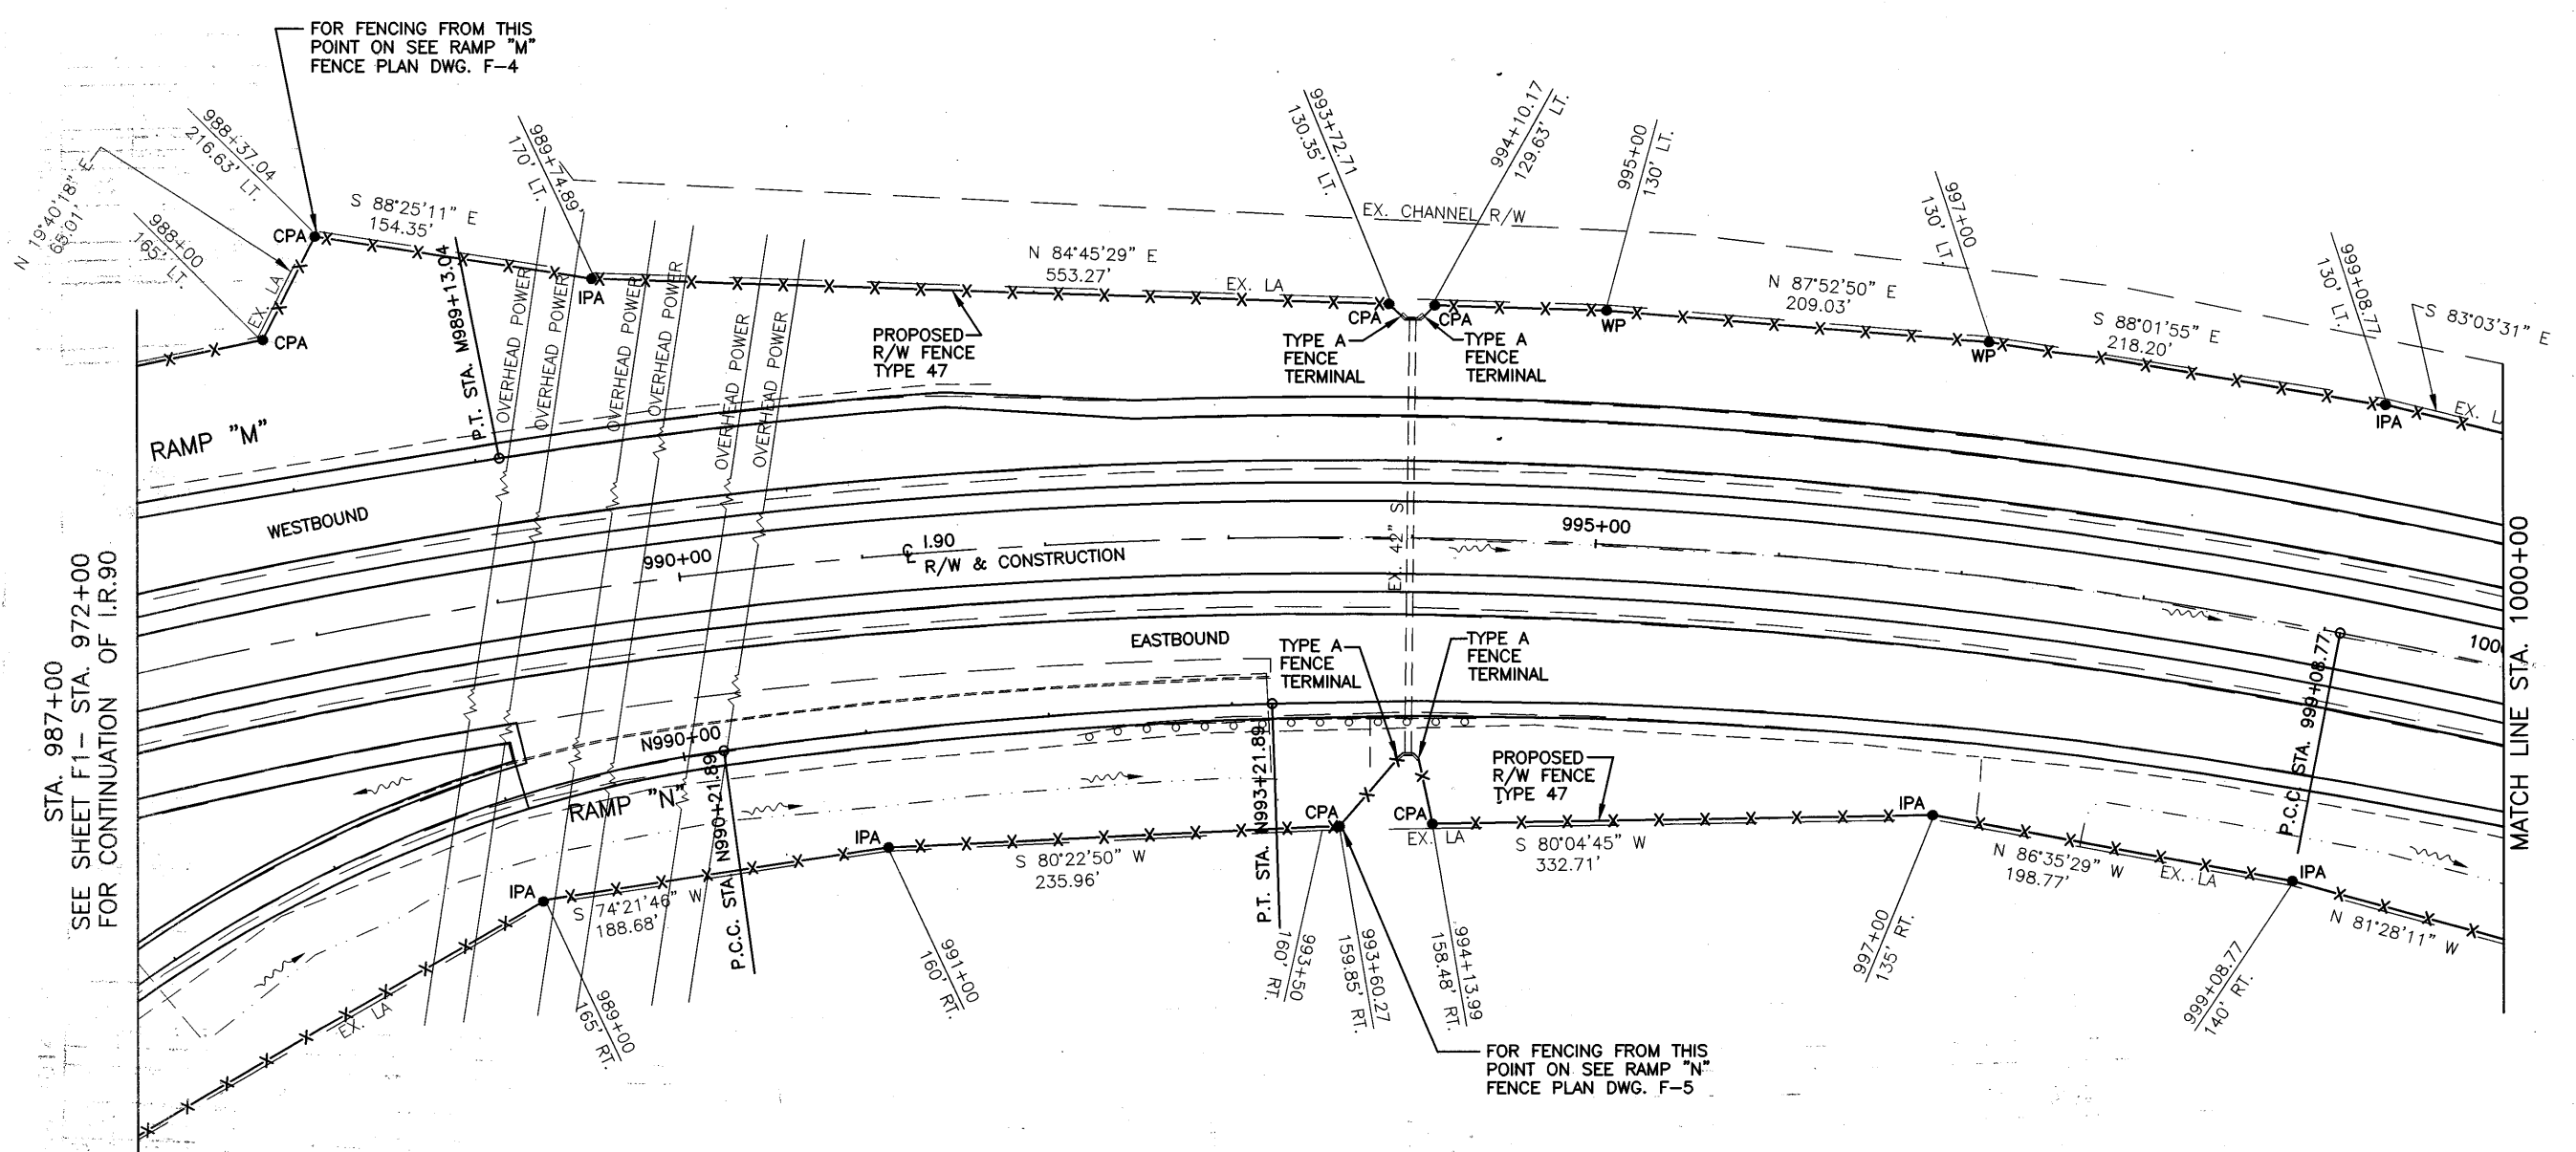 FOR FENCING FROM THIS
POINT ON SEE RAMP "M"
FENCE PLAN DWG. F-4
988+37.04
216.63' LT.
N 19°40'18" E
65.01'
988+00
165' LT.
CPA
EX. LA
CPA
S 88°25'11" E
154.35'
P.T. STA. M989+13.04
989+74.89'
170' LT.
IPA
OVERHEAD POWER
OVERHEAD POWER
OVERHEAD POWER
OVERHEAD POWER
OVERHEAD POWER
OVERHEAD POWER
N 84°45'29" E
553.27'
EX. LA
PROPOSED
R/W FENCE
TYPE 47
EX. CHANNEL R/W
993+72.71
130.35' LT.
994+10.17
129.63' LT.
995+00
130' LT.
997+00
130' LT.
999+08.77
130' LT.
CPA
CPA
TYPE A
FENCE
TERMINAL
TYPE A
FENCE
TERMINAL
WP
N 87°52'50" E
209.03'
WP
S 88°01'55" E
218.20'
S 83°03'31" E
IPA
EX. L
RAMP "M"
WESTBOUND
990+00
℄ I.90
R/W & CONSTRUCTION
EX. 42" S
995+00
1000
STA. 987+00
SEE SHEET F1- STA. 972+00
FOR CONTINUATION OF I.R.90
MATCH LINE STA. 1000+00
EASTBOUND
TYPE A
FENCE
TERMINAL
TYPE A
FENCE
TERMINAL
N990+00
RAMP "N"
P.C.C. STA. N990+21.89
P.T. STA. N993+21.89
P.C.C. STA. 999+08.77
PROPOSED
R/W FENCE
TYPE 47
IPA
S 74°21'46" W
188.68'
IPA
S 80°22'50" W
235.96'
CPA
CPA
EX. LA
S 80°04'45" W
332.71'
IPA
N 86°35'29" W
198.77'
EX. LA
IPA
N 81°28'11" W
EX. LA
989+00
165' RT.
991+00
160' RT.
993+50
160' RT.
993+60.27
159.85' RT.
994+13.99
158.48' RT.
997+00
135' RT.
999+08.77
140' RT.
FOR FENCING FROM THIS
POINT ON SEE RAMP "N"
FENCE PLAN DWG. F-5